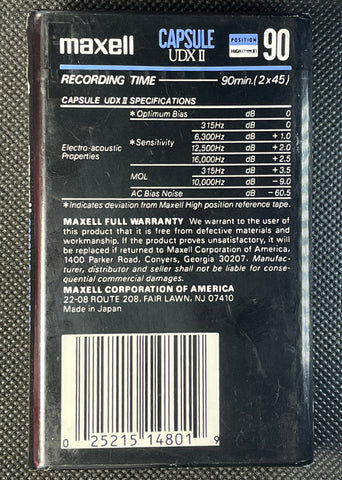 maxell CAPSULE UDX II POSITION HIGH(TYPE II) 90
RECORDING TIME 90min.(2x45)
CAPSULE UDX II SPECIFICATIONS
Electro-acoustic Properties
*Optimum Bias dB 0
*Sensitivity
315Hz dB 0
6,300Hz dB + 1.0
12,500Hz dB + 2.0
16,000Hz dB + 2.5
MOL
315Hz dB + 3.5
10,000Hz dB – 9.0
AC Bias Noise dB –60.5
*Indicates deviation from Maxell High position reference tape.
MAXELL FULL WARRANTY We warrant to the user of
this product that it is free from defective materials and
workmanship. If the product proves unsatisfactory, it will
be replaced if returned to Maxell Corporation of America,
1400 Parker Road, Conyers, Georgia 30207. Manufac-
turer, distributor and seller shall not be liable for conse-
quential commercial damages.
MAXELL CORPORATION OF AMERICA
22-08 ROUTE 208, FAIR LAWN, NJ 07410
Made in Japan
0 25215 14801 9